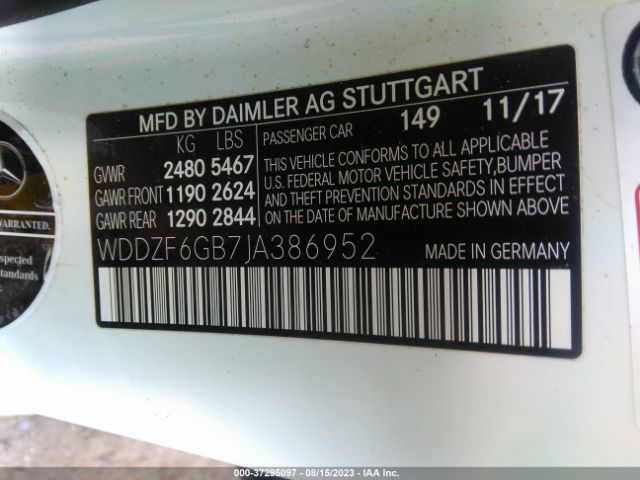 MFD BY DAIMLER AG STUTTGART
KG LBS
GVWR 2480 5467
GAWR FRONT 1190 2624
GAWR REAR 1290 2844
PASSENGER CAR 149 11/17
THIS VEHICLE CONFORMS TO ALL APPLICABLE
U.S. FEDERAL MOTOR VEHICLE SAFETY, BUMPER
AND THEFT PREVENTION STANDARDS IN EFFECT
ON THE DATE OF MANUFACTURE SHOWN ABOVE
WDDZF6GB7JA386952 MADE IN GERMANY
WARRANTED.
Standards
000-37295097 - 08/15/2023 - IAA Inc.